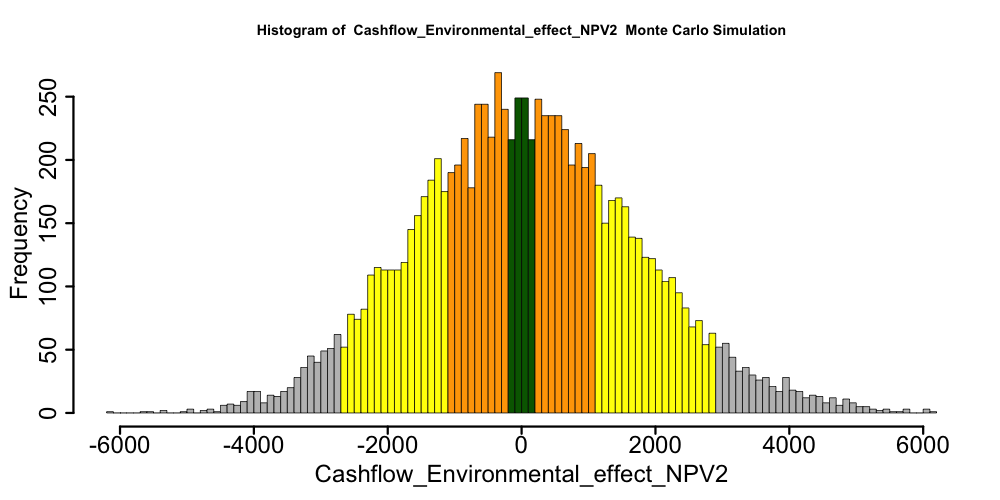 Histogram of Cashflow_Environmental_effect_NPV2 Monte Carlo Simulation
Frequency
250
200
150
100
50
0
-6000 -4000 -2000 0 2000 4000 6000
Cashflow_Environmental_effect_NPV2